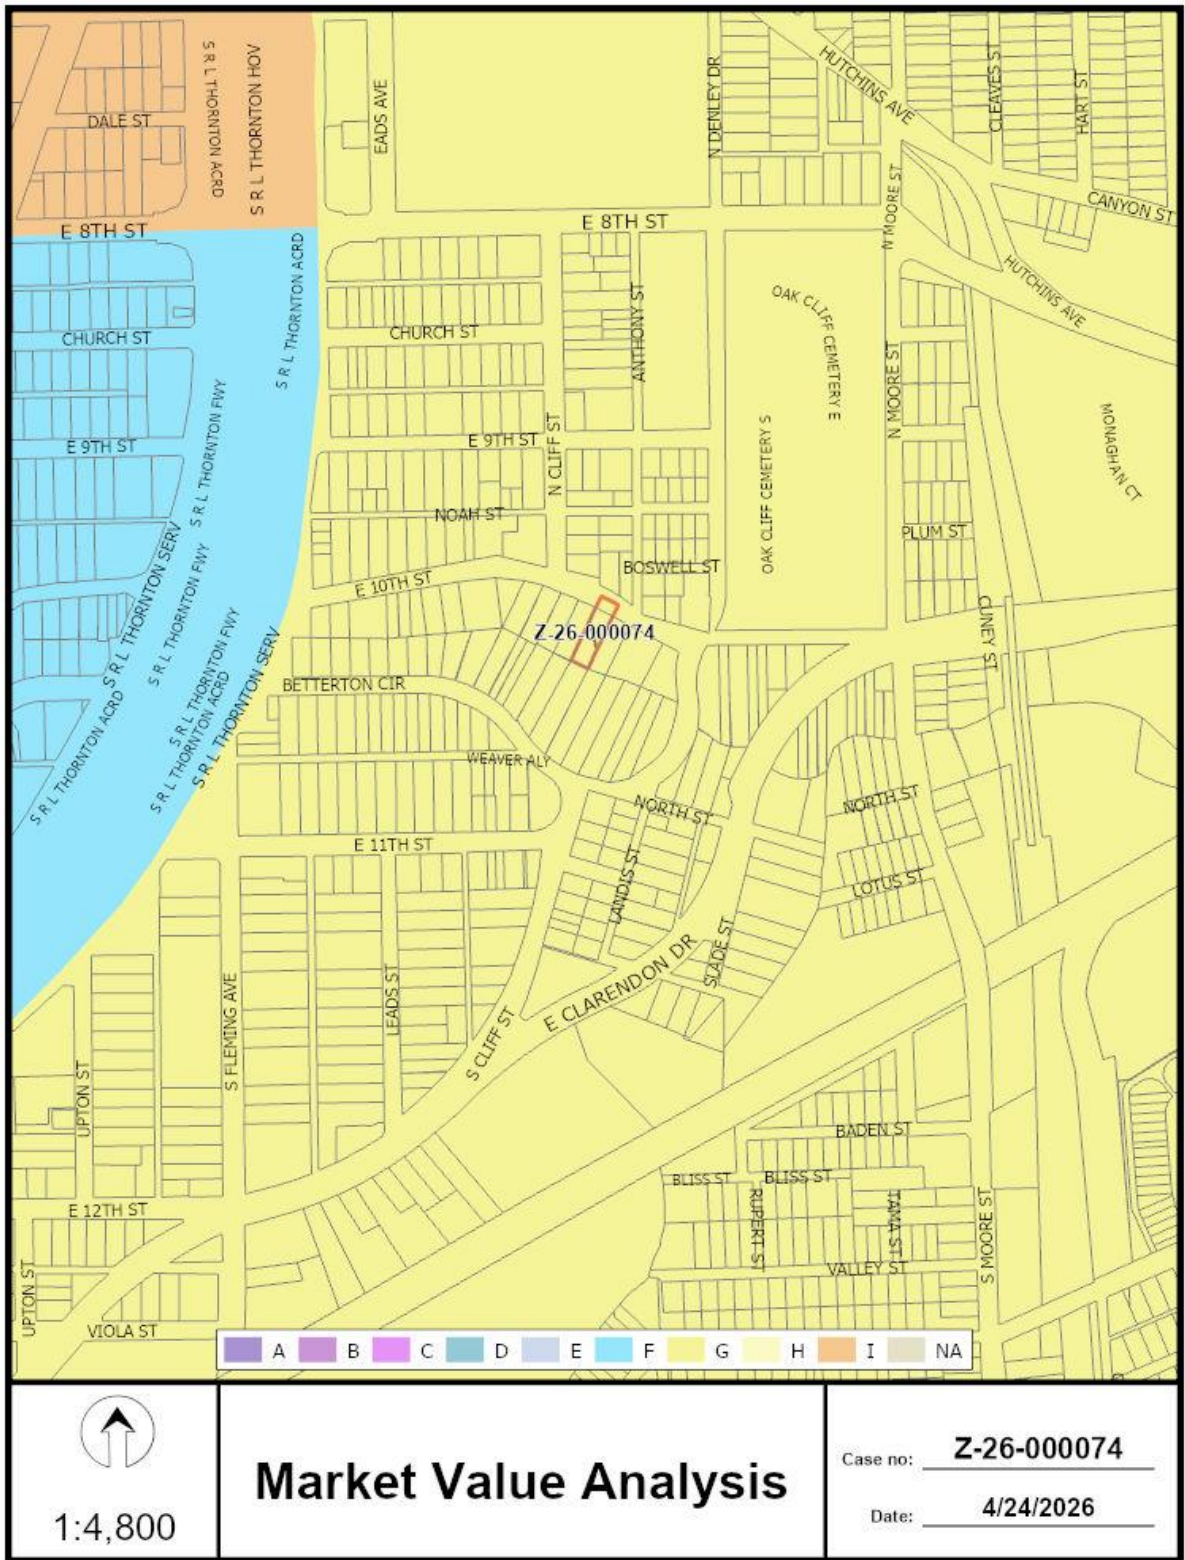 S R L THORNTON ACRD
S R L THORNTON HOV
DALE ST
EADS AVE
N DENLEY DR
HUTCHINS AVE
CLEAVES ST
HART ST
CANYON ST
E 8TH ST
E 8TH ST
N MOORE ST
HUTCHINS AVE
S R L THORNTON ACRD
CHURCH ST
CHURCH ST
ANTHONY ST
OAK CLIFF CEMETERY E
N MOORE ST
S R L THORNTON FWY
E 9TH ST
E 9TH ST
N CLIFF ST
OAK CLIFF CEMETERY S
MONAGHAN CT
NOAH ST
PLUM ST
S R L THORNTON SERV
S R L THORNTON FWY
E 10TH ST
BOSWELL ST
Z-26-000074
CUNEY ST
S R L THORNTON FWY
S R L THORNTON SERV
BETTERTON CIR
S R L THORNTON ACRD
S R L THORNTON ACRD
WEAVER ALY
NORTH ST
NORTH ST
E 11TH ST
LANDIS ST
LOTUS ST
SLADE ST
E CLARENDON DR
LEADS ST
S FLEMING AVE
S CLIFF ST
UPTON ST
BADEN ST
BLISS ST
BLISS ST
RUPERT ST
TAMA ST
S MOORE ST
E 12TH ST
VALLEY ST
UPTON ST
VIOLA ST
A B C D E F G H I NA
1:4,800
Market Value Analysis
Case no: Z-26-000074
Date: 4/24/2026